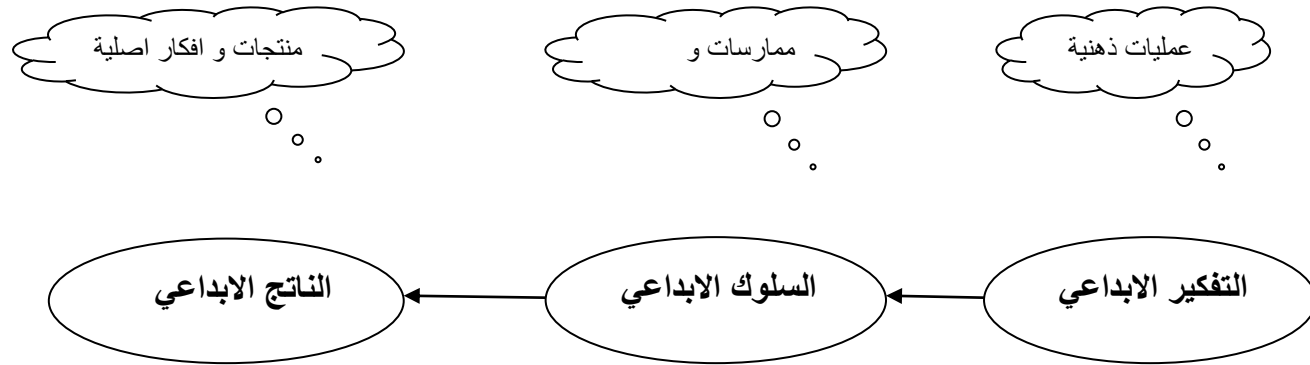 عمليات ذهنية
ممارسات و
منتجات و افكار اصلية
التفكير الابداعي
السلوك الابداعي
الناتج الابداعي